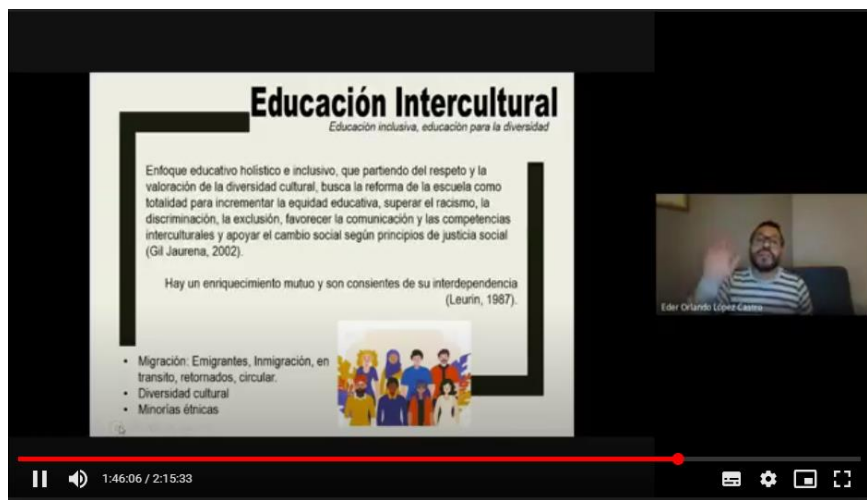 Educación Intercultural
Educación inclusiva, educación para la diversidad
Enfoque educativo holístico e inclusivo, que partiendo del respeto y la
valoración de la diversidad cultural, busca la reforma de la escuela como
totalidad para incrementar la equidad educativa, superar el racismo, la
discriminación, la exclusión, favorecer la comunicación y las competencias
interculturales y apoyar el cambio social según principios de justicia social
(Gil Jaurena, 2002).
Hay un enriquecimiento mutuo y son consientes de su interdependencia
(Leurin, 1987).
• Migración: Emigrantes, Inmigración, en
transito, retornados, circular.
• Diversidad cultural
• Minorías étnicas
Eder Orlando López Castro
1:46:06 / 2:15:33